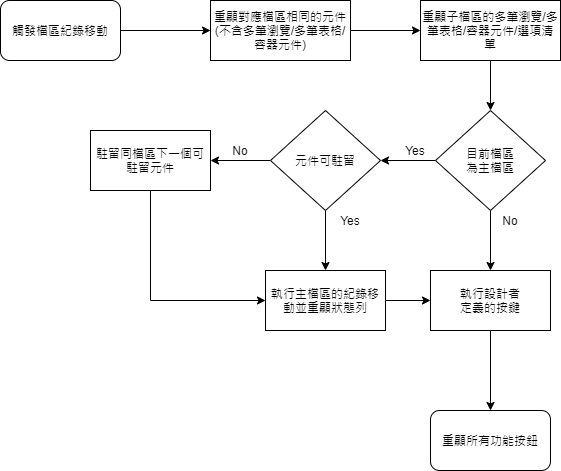 觸發檔區紀錄移動
重顯對應檔區相同的元件
(不含多筆瀏覽/多筆表格/
容器元件)
重顯子檔區的多筆瀏覽/多
筆表格/容器元件/選項清
單
目前檔區
為主檔區
Yes
元件可駐留
No
駐留同檔區下一個可
駐留元件
Yes
No
執行主檔區的紀錄移
動並重顯狀態列
執行設計者
定義的按鍵
重顯所有功能按鈕